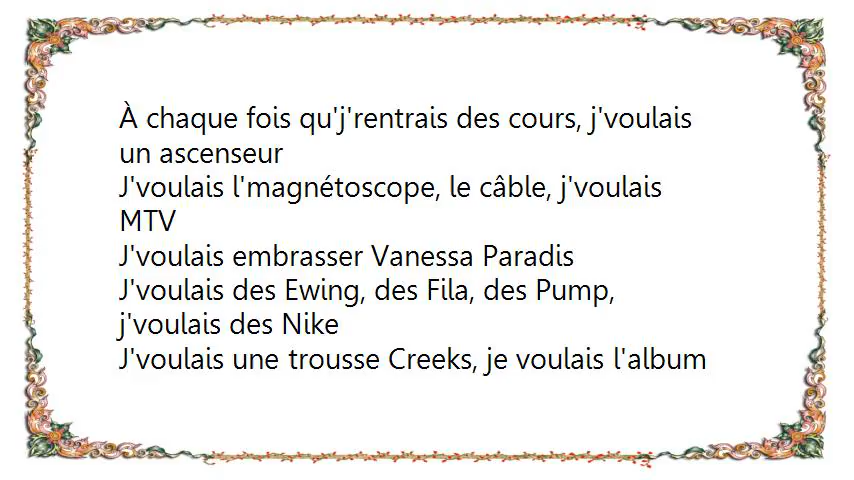 À chaque fois qu'j'rentrais des cours, j'voulais
un ascenseur
J'voulais l'magnétoscope, le câble, j'voulais
MTV
J'voulais embrasser Vanessa Paradis
J'voulais des Ewing, des Fila, des Pump,
j'voulais des Nike
J'voulais une trousse Creeks, je voulais l'album